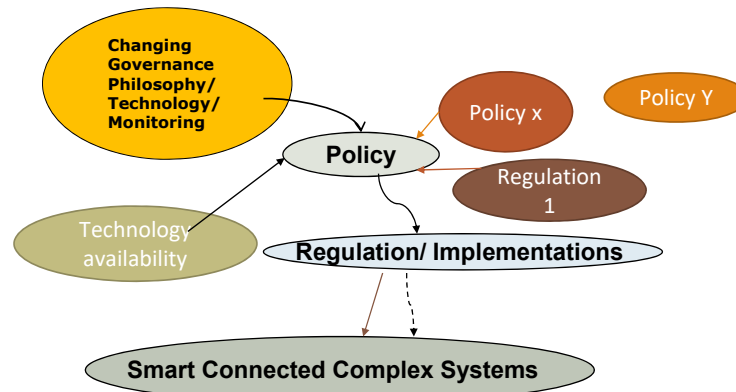 Changing
Governance
Philosophy/
Technology/
Monitoring
Policy x
Policy Y
Policy
Regulation
1
Technology
availability
Regulation/ Implementations
Smart Connected Complex Systems